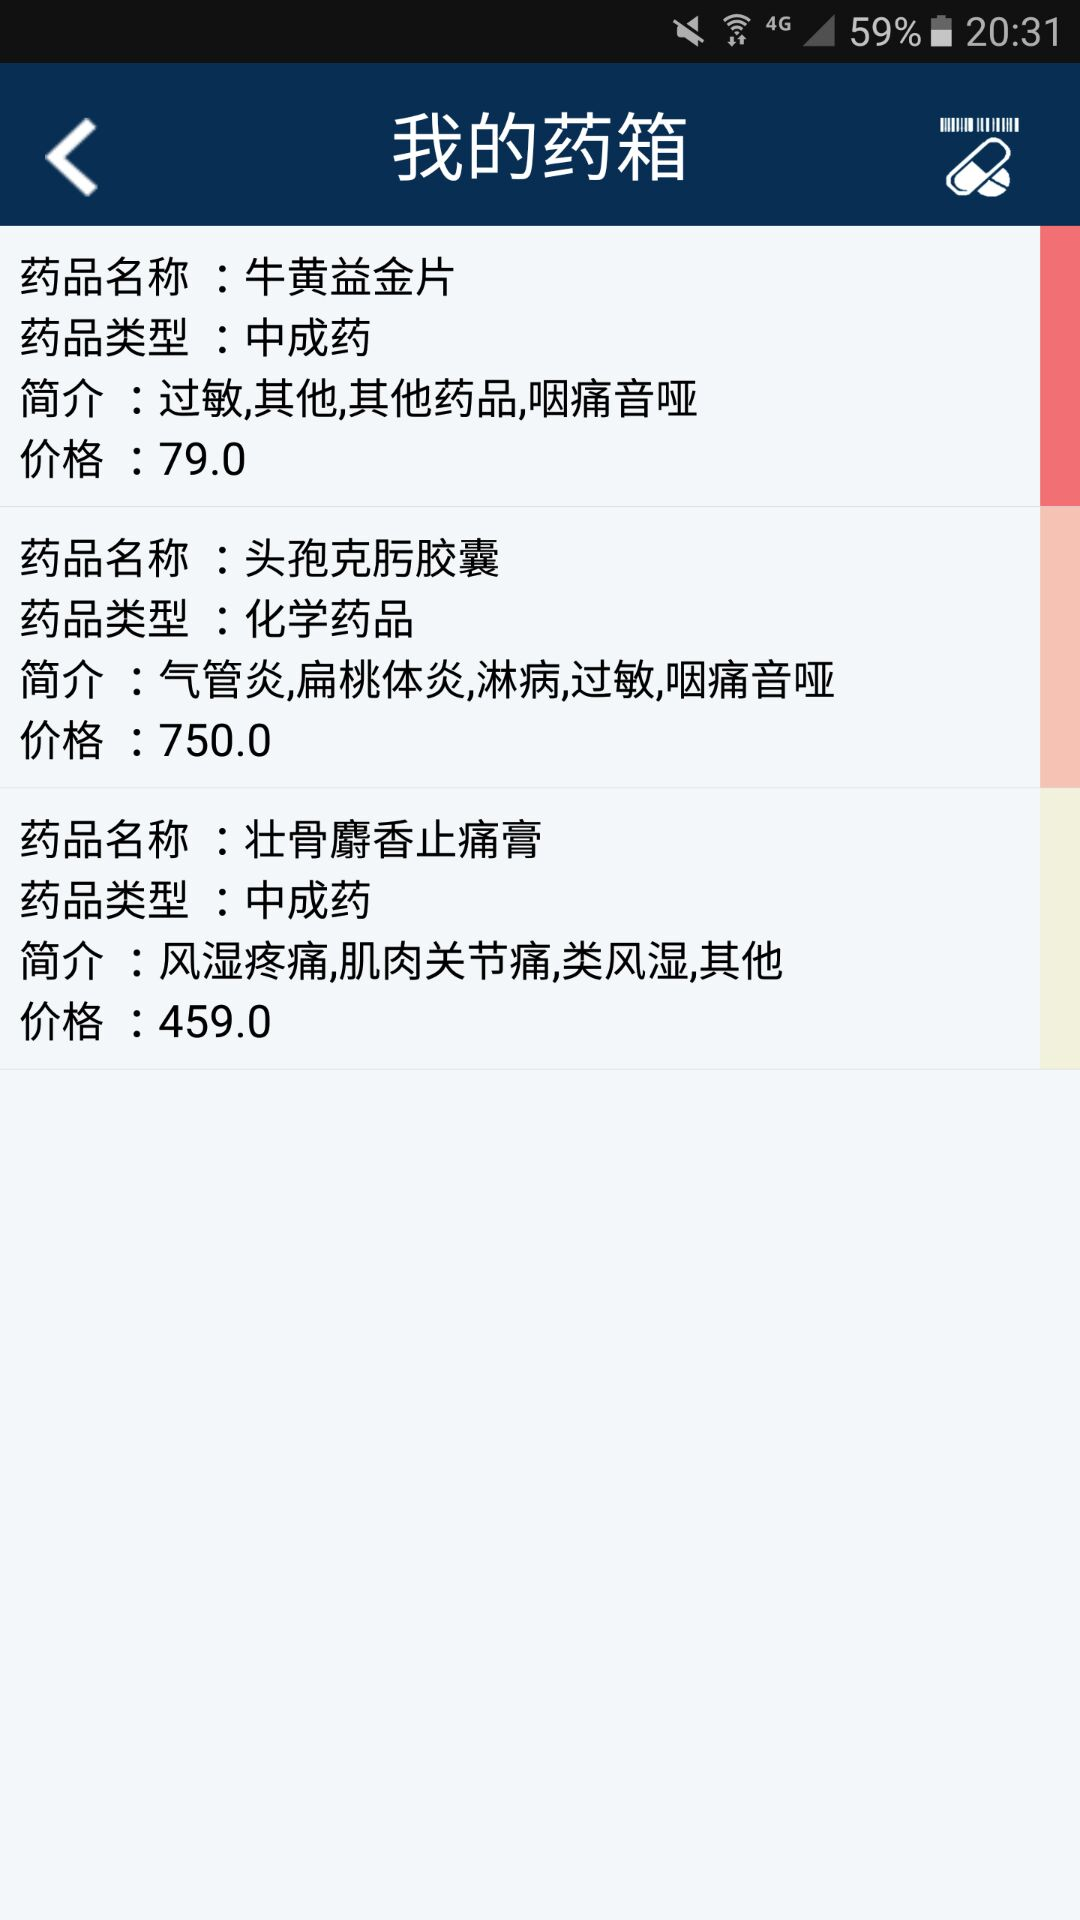 4G 59% 20:31
我的药箱
药品名称 ：牛黄益金片
药品类型 ：中成药
简介 ：过敏,其他,其他药品,咽痛音哑
价格 ：79.0
药品名称 ：头孢克肟胶囊
药品类型 ：化学药品
简介 ：气管炎,扁桃体炎,淋病,过敏,咽痛音哑
价格 ：750.0
药品名称 ：壮骨麝香止痛膏
药品类型 ：中成药
简介 ：风湿疼痛,肌肉关节痛,类风湿,其他
价格 ：459.0